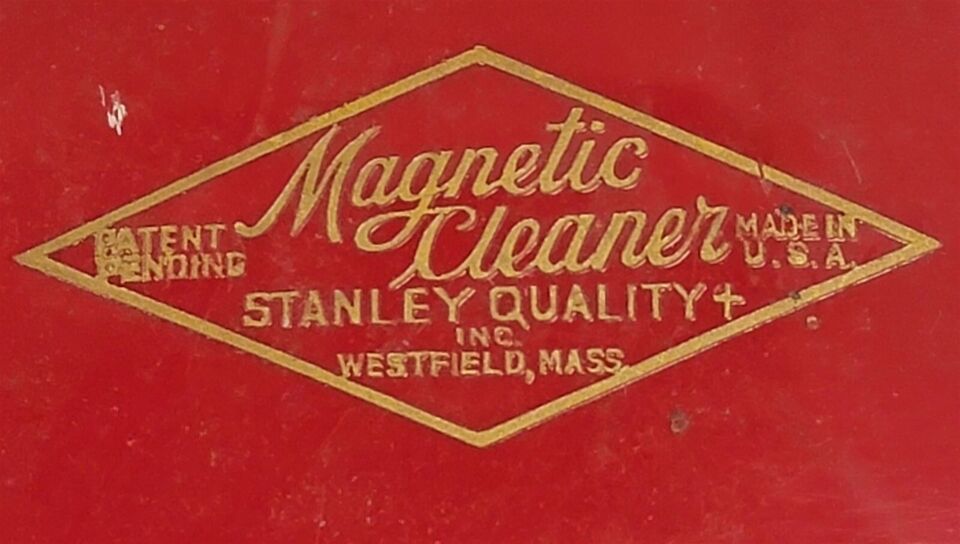 Magnetic
Cleaner
PATENT
PENDING
MADE IN
U.S.A.
STANLEY QUALITY+
INC.
WESTFIELD, MASS.